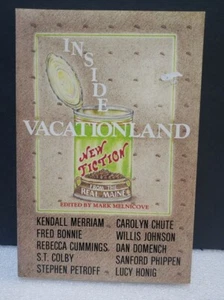 INSIDE
VACATIONLAND
NEW
FICTION
FROM THE
REAL MAINE
EDITED BY MARK MELNICOVE
KENDALL MERRIAM
FRED BONNIE
REBECCA CUMMINGS
S.T. COLBY
STEPHEN PETROFF
CAROLYN CHUTE
WILLIS JOHNSON
DAN DOMENCH
SANFORD PHIPPEN
LUCY HONIG